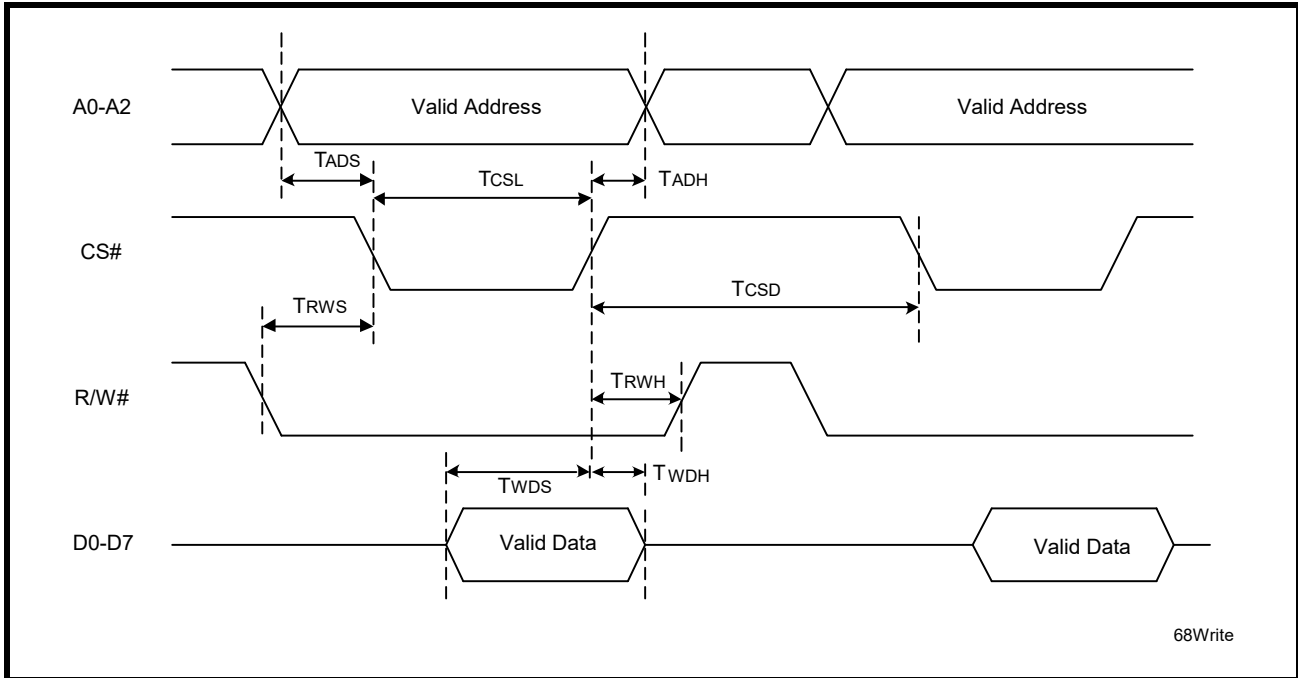 A0-A2
Valid Address
Valid Address
TADS
TCSL
TADH
CS#
TCSD
TRWS
R/W#
TRWH
TWDS
TWDH
D0-D7
Valid Data
Valid Data
68Write